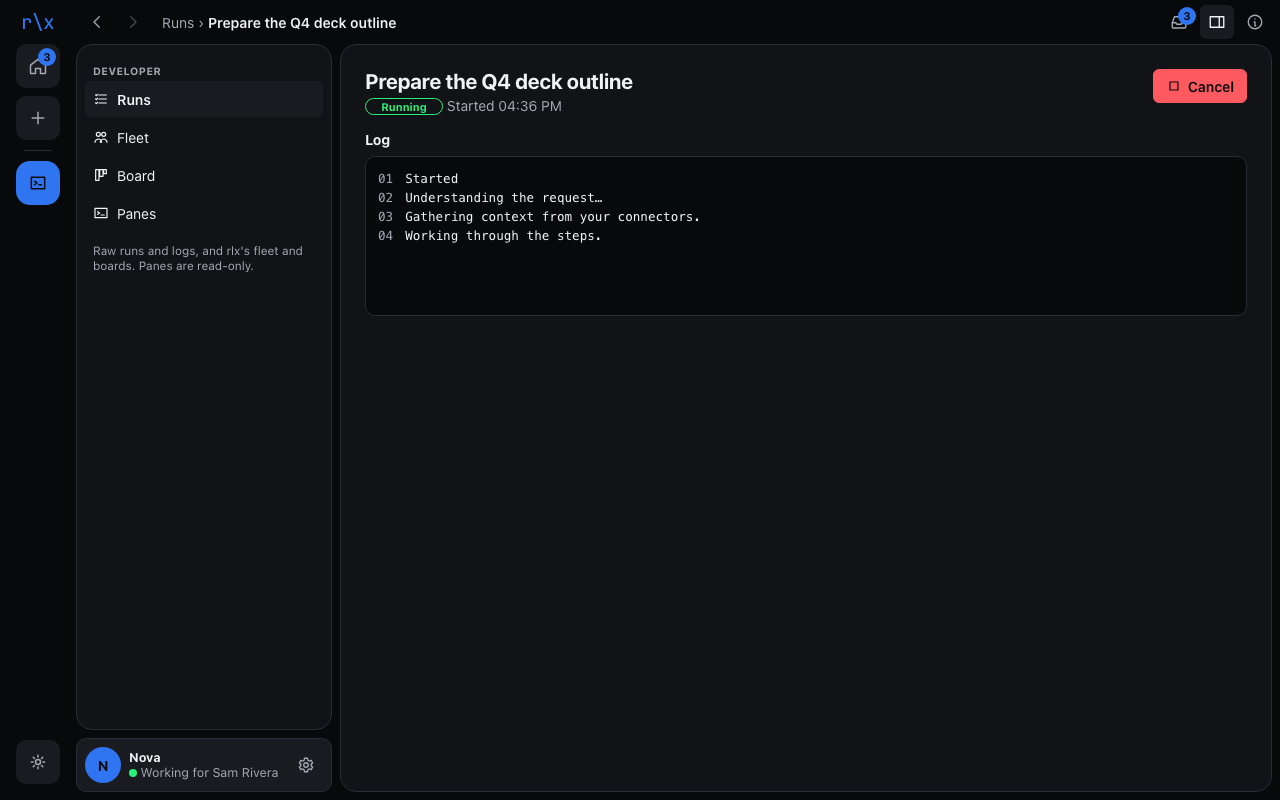 r\x
Runs › Prepare the Q4 deck outline
3
3
DEVELOPER
Runs
Fleet
Board
Panes
Raw runs and logs, and rlx's fleet and
boards. Panes are read-only.
Prepare the Q4 deck outline
Running Started 04:36 PM
Cancel
Log
01 Started
02 Understanding the request…
03 Gathering context from your connectors.
04 Working through the steps.
N
Nova
Working for Sam Rivera